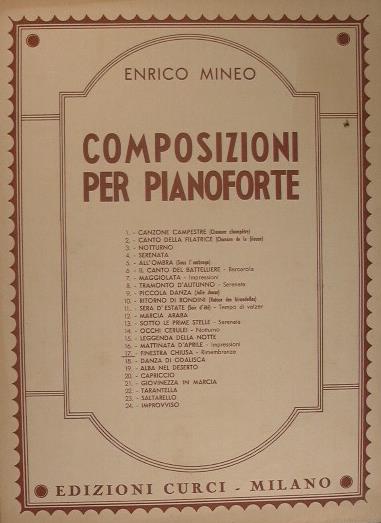 ENRICO MINEO
COMPOSIZIONI
PER PIANOFORTE
1. - CANZONE CAMPESTRE (Chanson champêtre)
2. - CANTO DELLA FILATRICE (Chanson de la fileuse)
3. - NOTTURNO
4. - SERENATA
5. - ALL'OMBRA (Sous l'ombrage)
6. - IL CANTO DEL BATTELLIERE - Barcarola
7. - MAGGIOLATA - Impressioni
8. - TRAMONTO D'AUTUNNO - Serenata
9. - PICCOLA DANZA (Jolie danse)
10. - RITORNO DI RONDINI (Retour des hirondelles)
11. - SERA D'ESTATE (Soir d'été) - Tempo di valzer
12. - MARCIA ARABA
13. - SOTTO LE PRIME STELLE - Serenata
14. - OCCHI CERULEI - Notturno
15. - LEGGENDA DELLA NOTTE
16. - MATTINATA D'APRILE - Impressioni
17. - FINESTRA CHIUSA - Rimembranze
18. - DANZA DI ODALISCA
19. - ALBA NEL DESERTO
20. - CAPRICCIO
21. - GIOVINEZZA IN MARCIA
22. - TARANTELLA
23. - SALTARELLO
24. - IMPROVVISO
EDIZIONI CURCI - MILANO